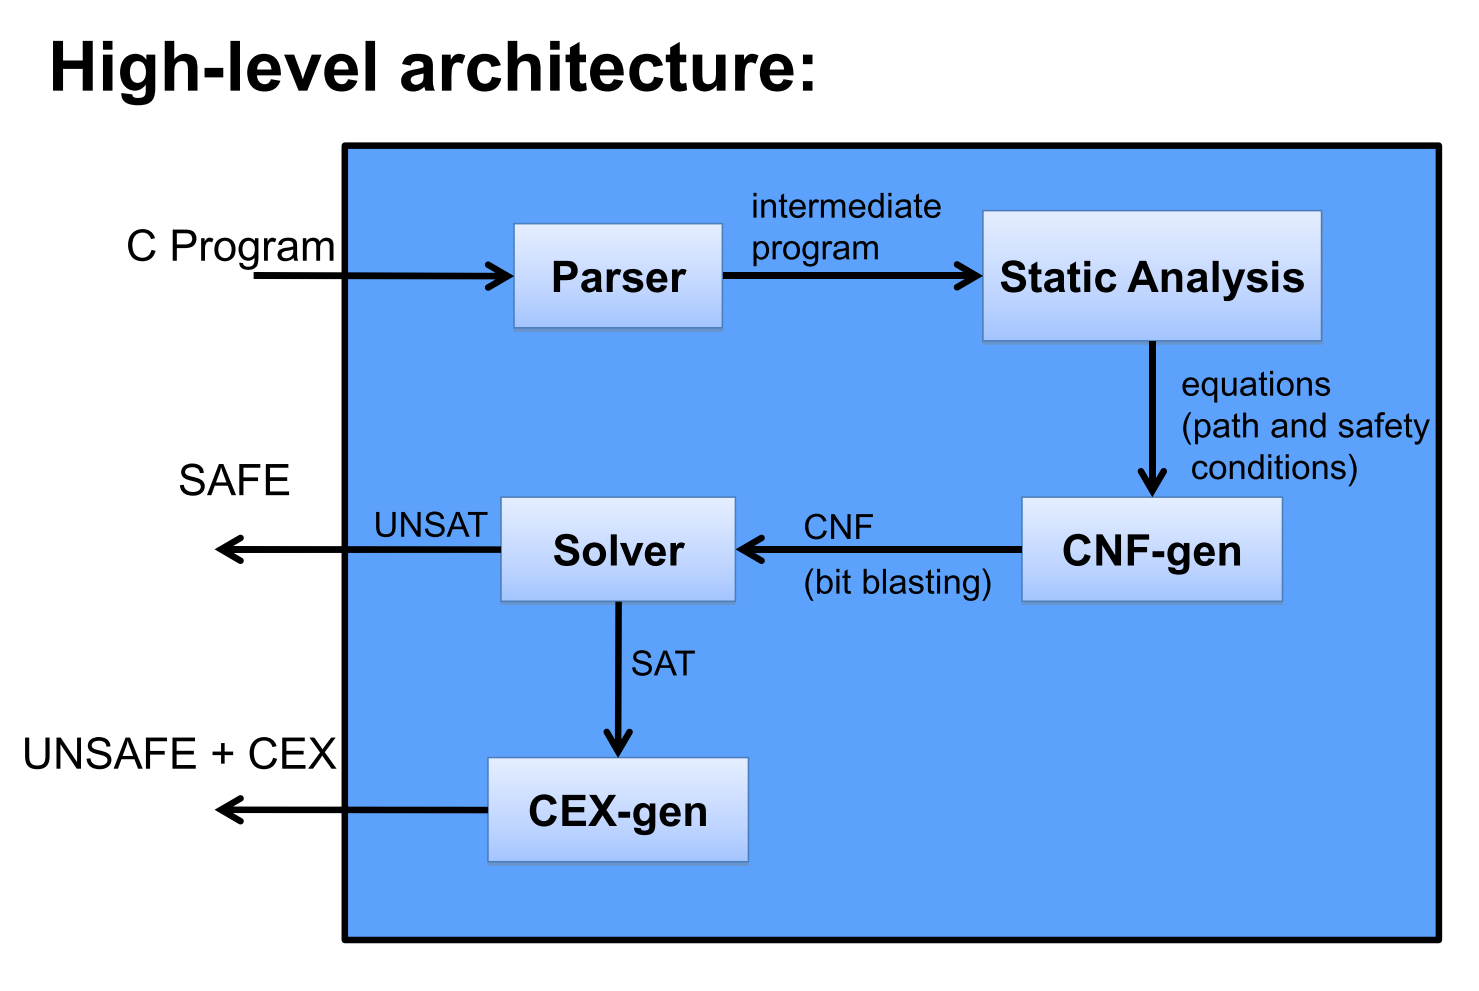 High-level architecture:
C Program
Parser
intermediate
program
Static Analysis
equations
(path and safety
conditions)
SAFE
UNSAT
Solver
CNF
(bit blasting)
CNF-gen
SAT
UNSAFE + CEX
CEX-gen